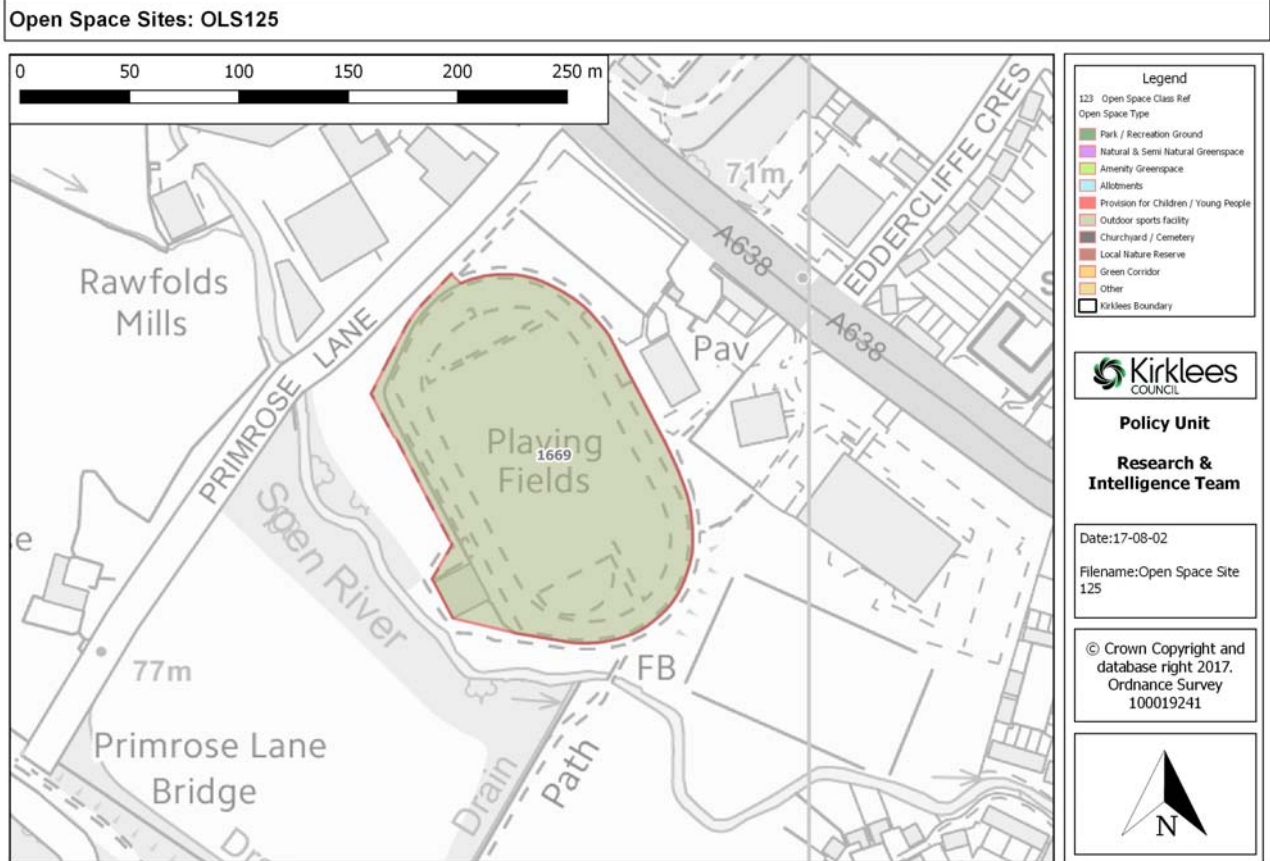 Open Space Sites: OLS125
0 50 100 150 200 250 m
71m
EDDERCLIFFE CRES
A638
A638
Rawfolds
Mills
PRIMROSE LANE
Pav
S
Playing
Fields
1669
Spen River
e
77m
FB
Primrose Lane
Bridge
Drain
Path
Legend
123 Open Space Class Ref
Open Space Type
Park / Recreation Ground
Natural & Semi Natural Greenspace
Amenity Greenspace
Allotments
Provision for Children / Young People
Outdoor sports facility
Churchyard / Cemetery
Local Nature Reserve
Green Corridor
Other
Kirklees Boundary
Kirklees
COUNCIL
Policy Unit
Research &
Intelligence Team
Date:17-08-02
Filename:Open Space Site
125
© Crown Copyright and
database right 2017.
Ordnance Survey
100019241
N